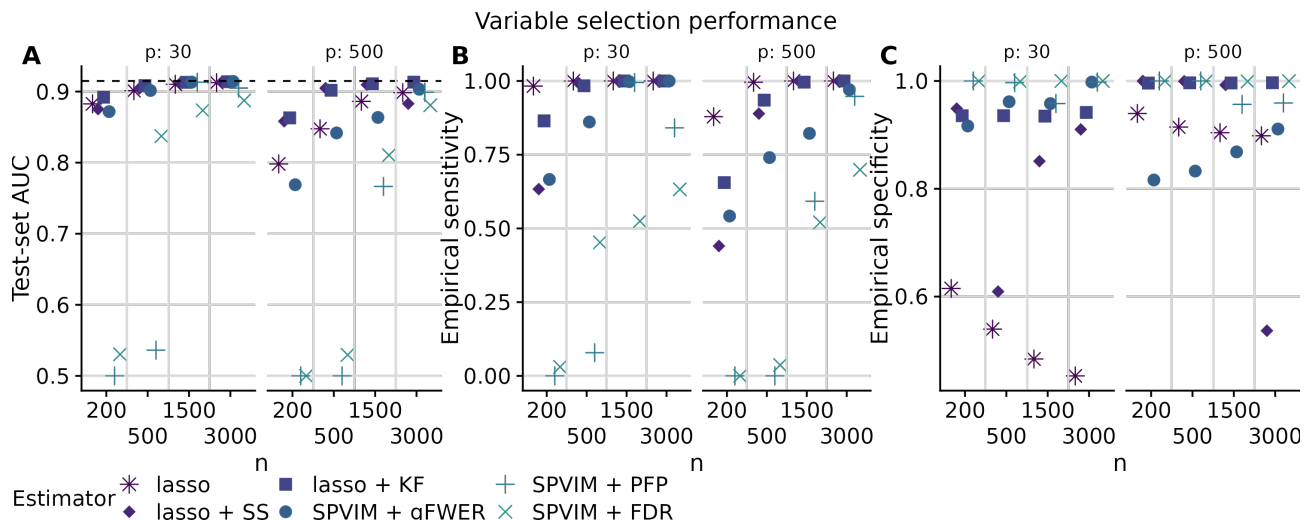 Variable selection performance
A
p: 30
p: 500
B
p: 30
p: 500
C
p: 30
p: 500
Test-set AUC
0.9
0.8
0.7
0.6
0.5
Empirical sensitivity
1.00
0.75
0.50
0.25
0.00
Empirical specificity
1.0
0.8
0.6
200
1500
200
1500
200
1500
200
1500
200
1500
200
1500
500
3000
500
3000
500
3000
500
3000
500
3000
500
3000
n
n
n
Estimator
lasso
lasso + KF
SPVIM + PFP
lasso + SS
SPVIM + gFWER
SPVIM + FDR